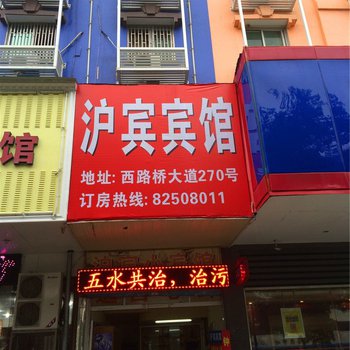 馆
沪宾宾馆
地址: 西路桥大道270号
订房热线: 82508011
五水共治，治污